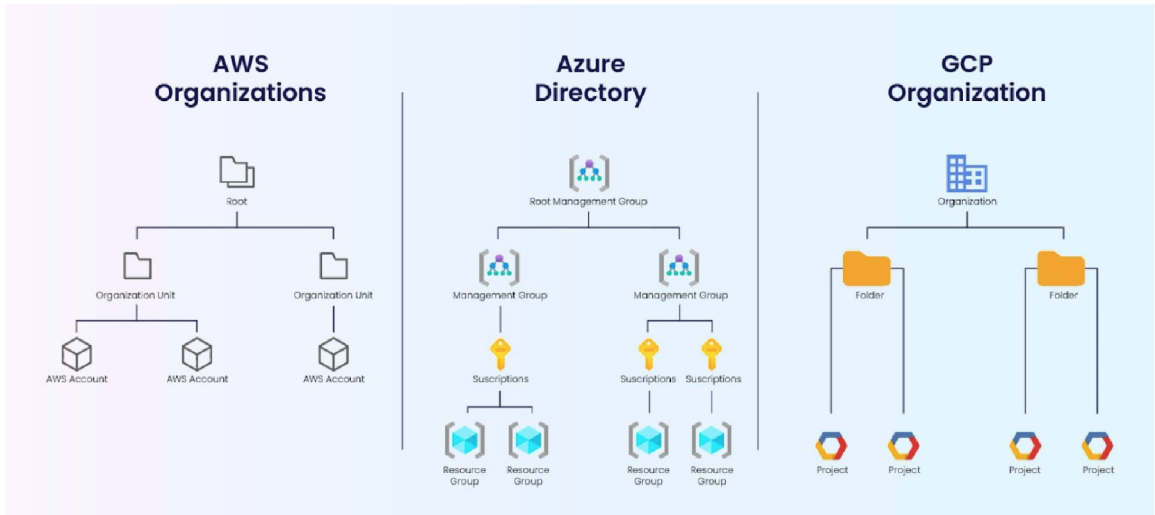 AWS
Organizations
Azure
Directory
GCP
Organization
Root
Root Management Group
Organization
Organization Unit
Organization Unit
Management Group
Management Group
Folder
Folder
AWS Account
AWS Account
AWS Account
Suscriptions
Suscriptions
Suscriptions
Resource
Group
Resource
Group
Resource
Group
Resource
Group
Project
Project
Project
Project